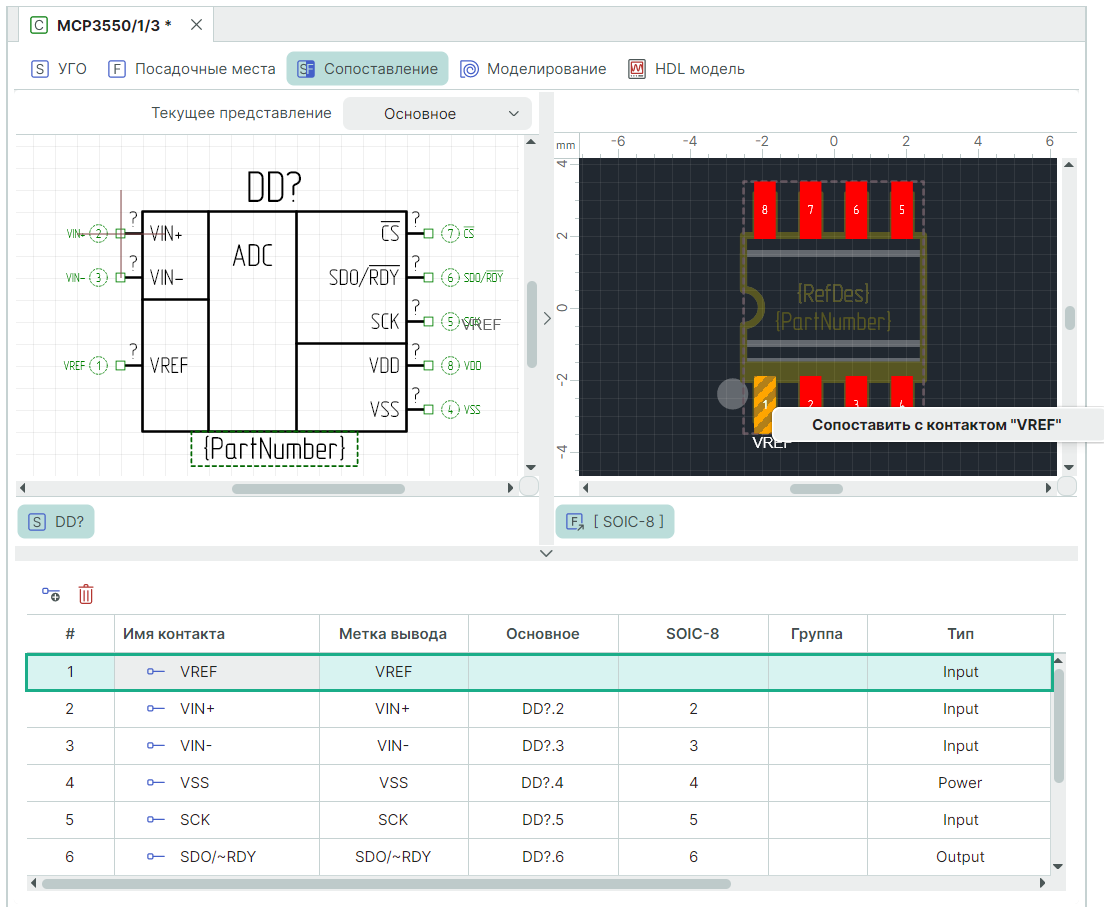 MCP3550/1/3 *
УГО Посадочные места Сопоставление Моделирование HDL модель
Текущее представление Основное
DD?
ADC
VIN+ 2 ? VIN+
VIN- 3 ? VIN-
VREF 1 ? VREF
CS ? 7 CS
SDO/RDY ? 6 SDO/RDY
SCK ? 5 SCK
VREF
VDD ? 8 VDD
VSS ? 4 VSS
{PartNumber}
mm -6 -4 -2 0 2 4 6
4
2
0
-2
-4
8 7 6 5
{RefDes}
{PartNumber}
1 2 3 4
VREF
Сопоставить с контактом "VREF"
DD?
[ SOIC-8 ]
# Имя контакта Метка вывода Основное SOIC-8 Группа Тип
1 VREF VREF Input
2 VIN+ VIN+ DD?.2 2 Input
3 VIN- VIN- DD?.3 3 Input
4 VSS VSS DD?.4 4 Power
5 SCK SCK DD?.5 5 Input
6 SDO/~RDY SDO/~RDY DD?.6 6 Output